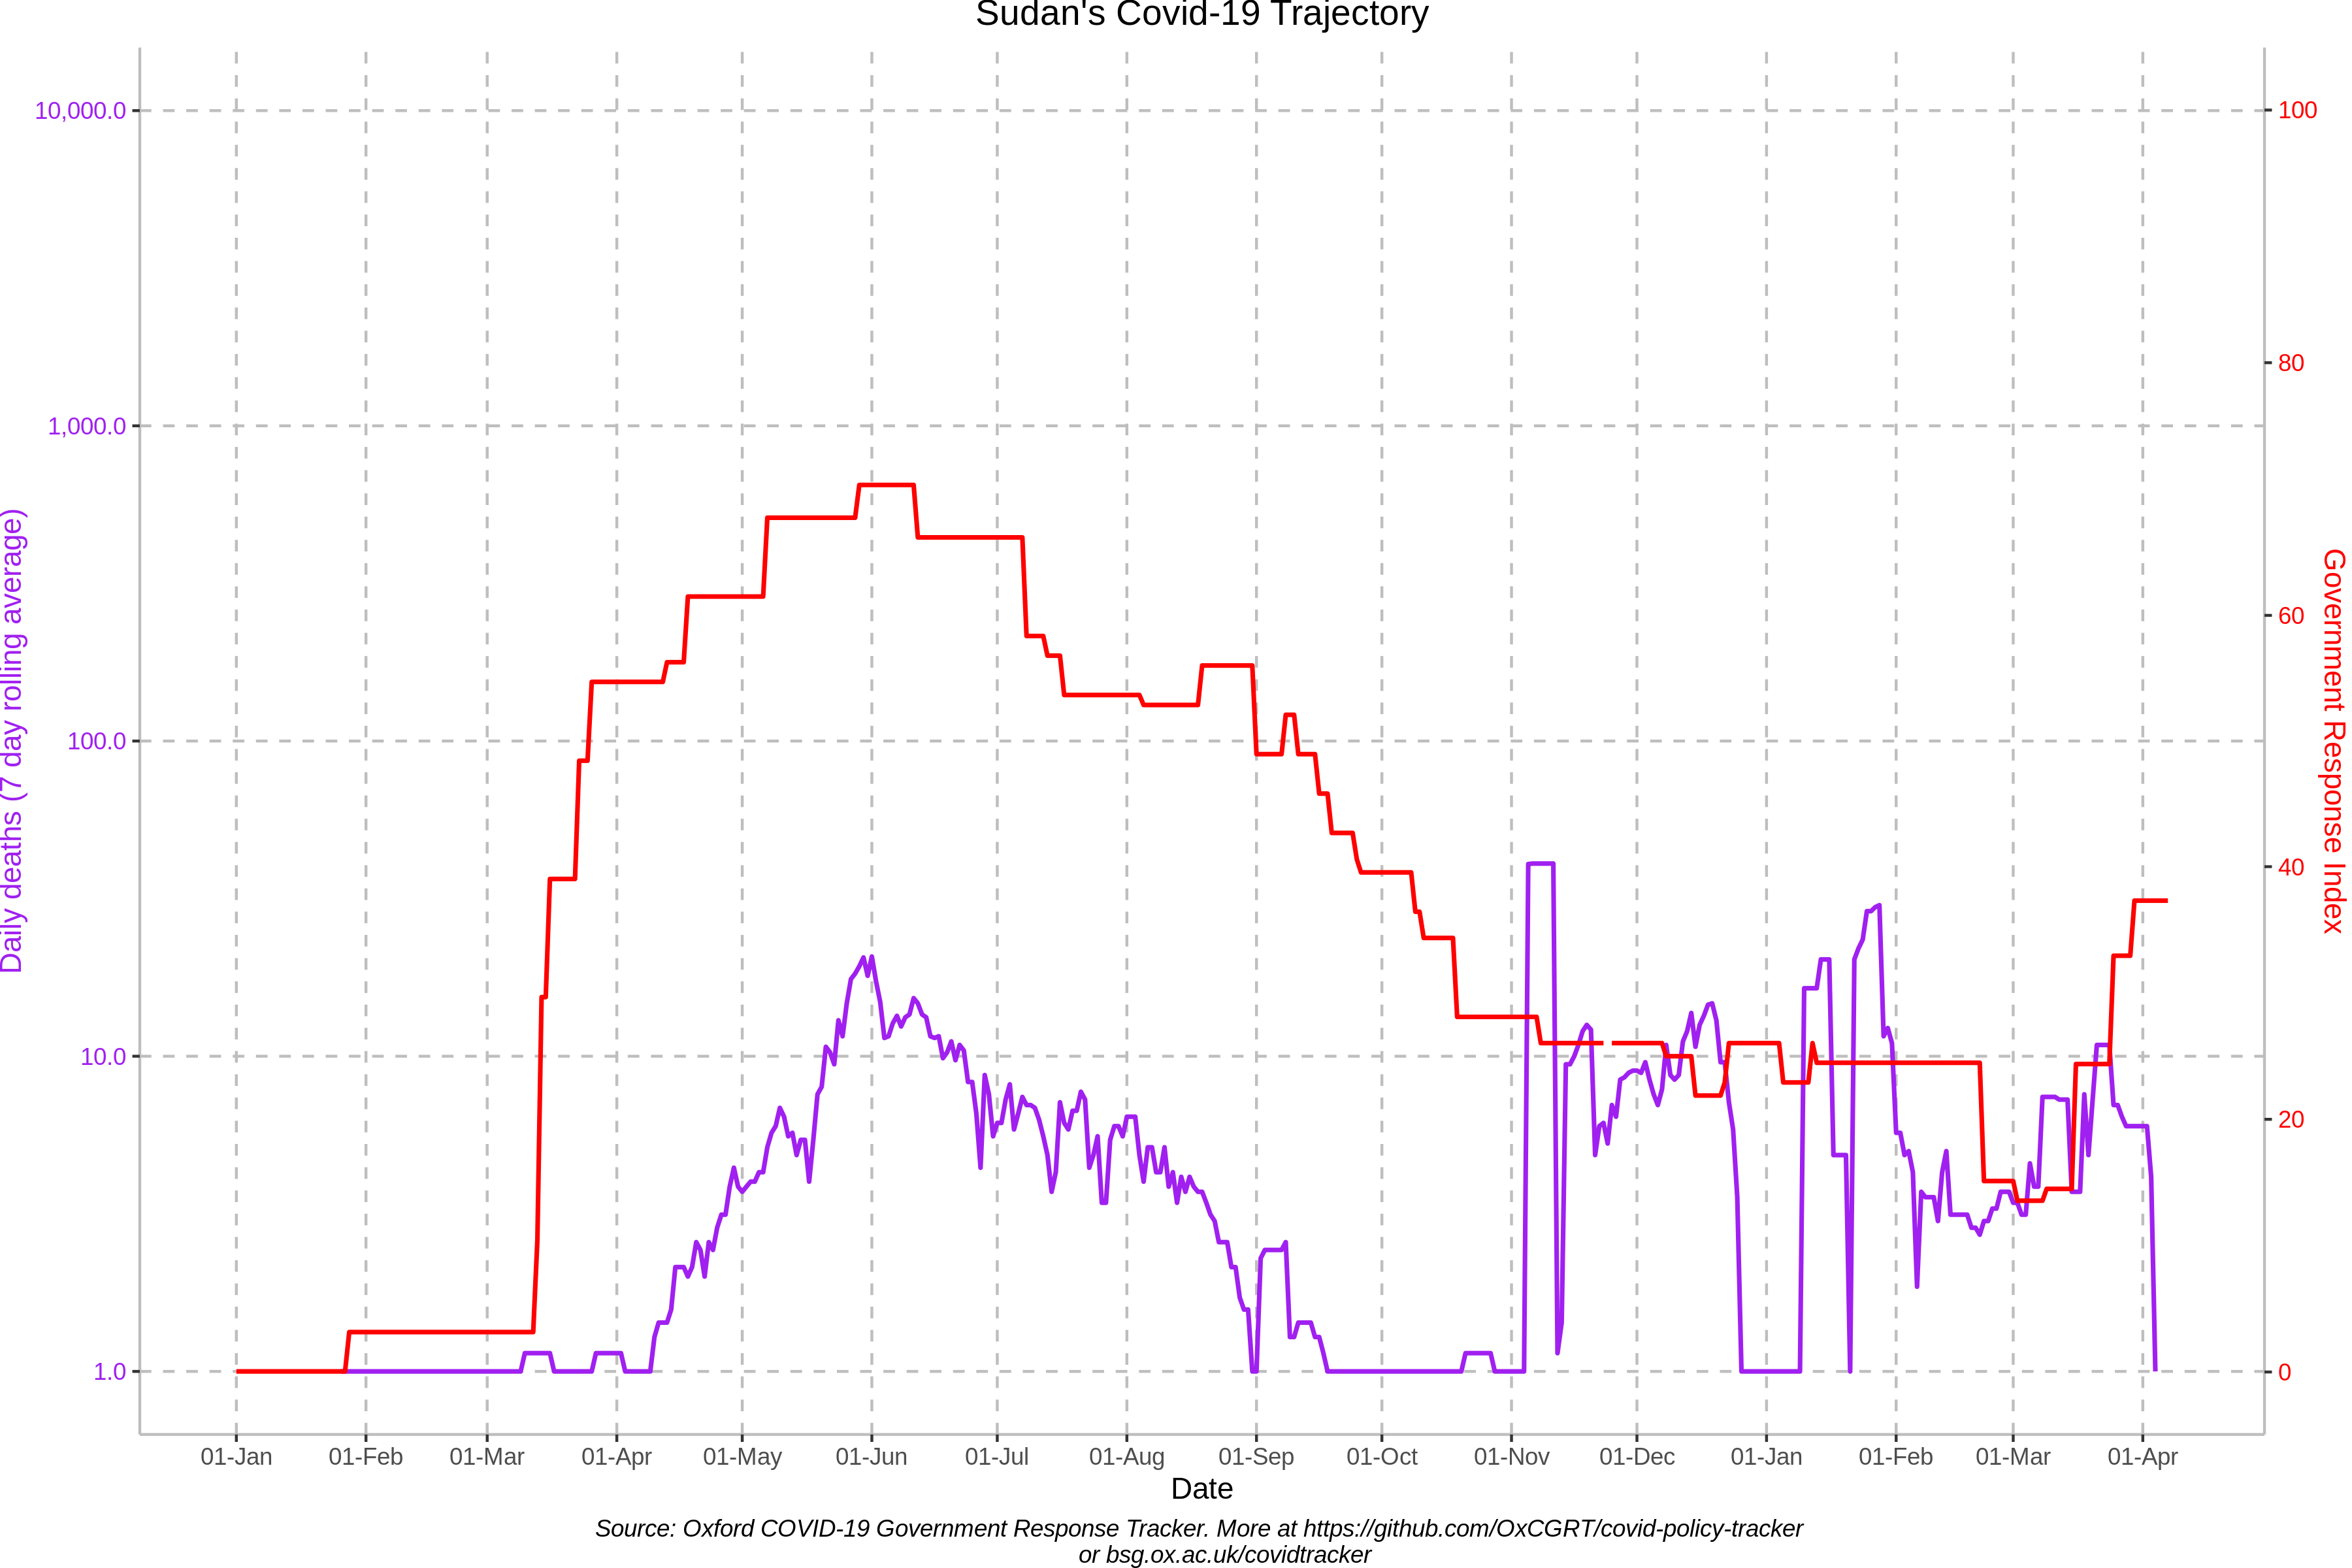 Sudan's Covid-19 Trajectory
10,000.0
1,000.0
100.0
10.0
1.0
Daily deaths (7 day rolling average)
100
80
60
40
20
0
Government Response Index
01-Jan 01-Feb 01-Mar 01-Apr 01-May 01-Jun 01-Jul 01-Aug 01-Sep 01-Oct 01-Nov 01-Dec 01-Jan 01-Feb 01-Mar 01-Apr
Date
Source: Oxford COVID-19 Government Response Tracker. More at https://github.com/OxCGRT/covid-policy-tracker
or bsg.ox.ac.uk/covidtracker